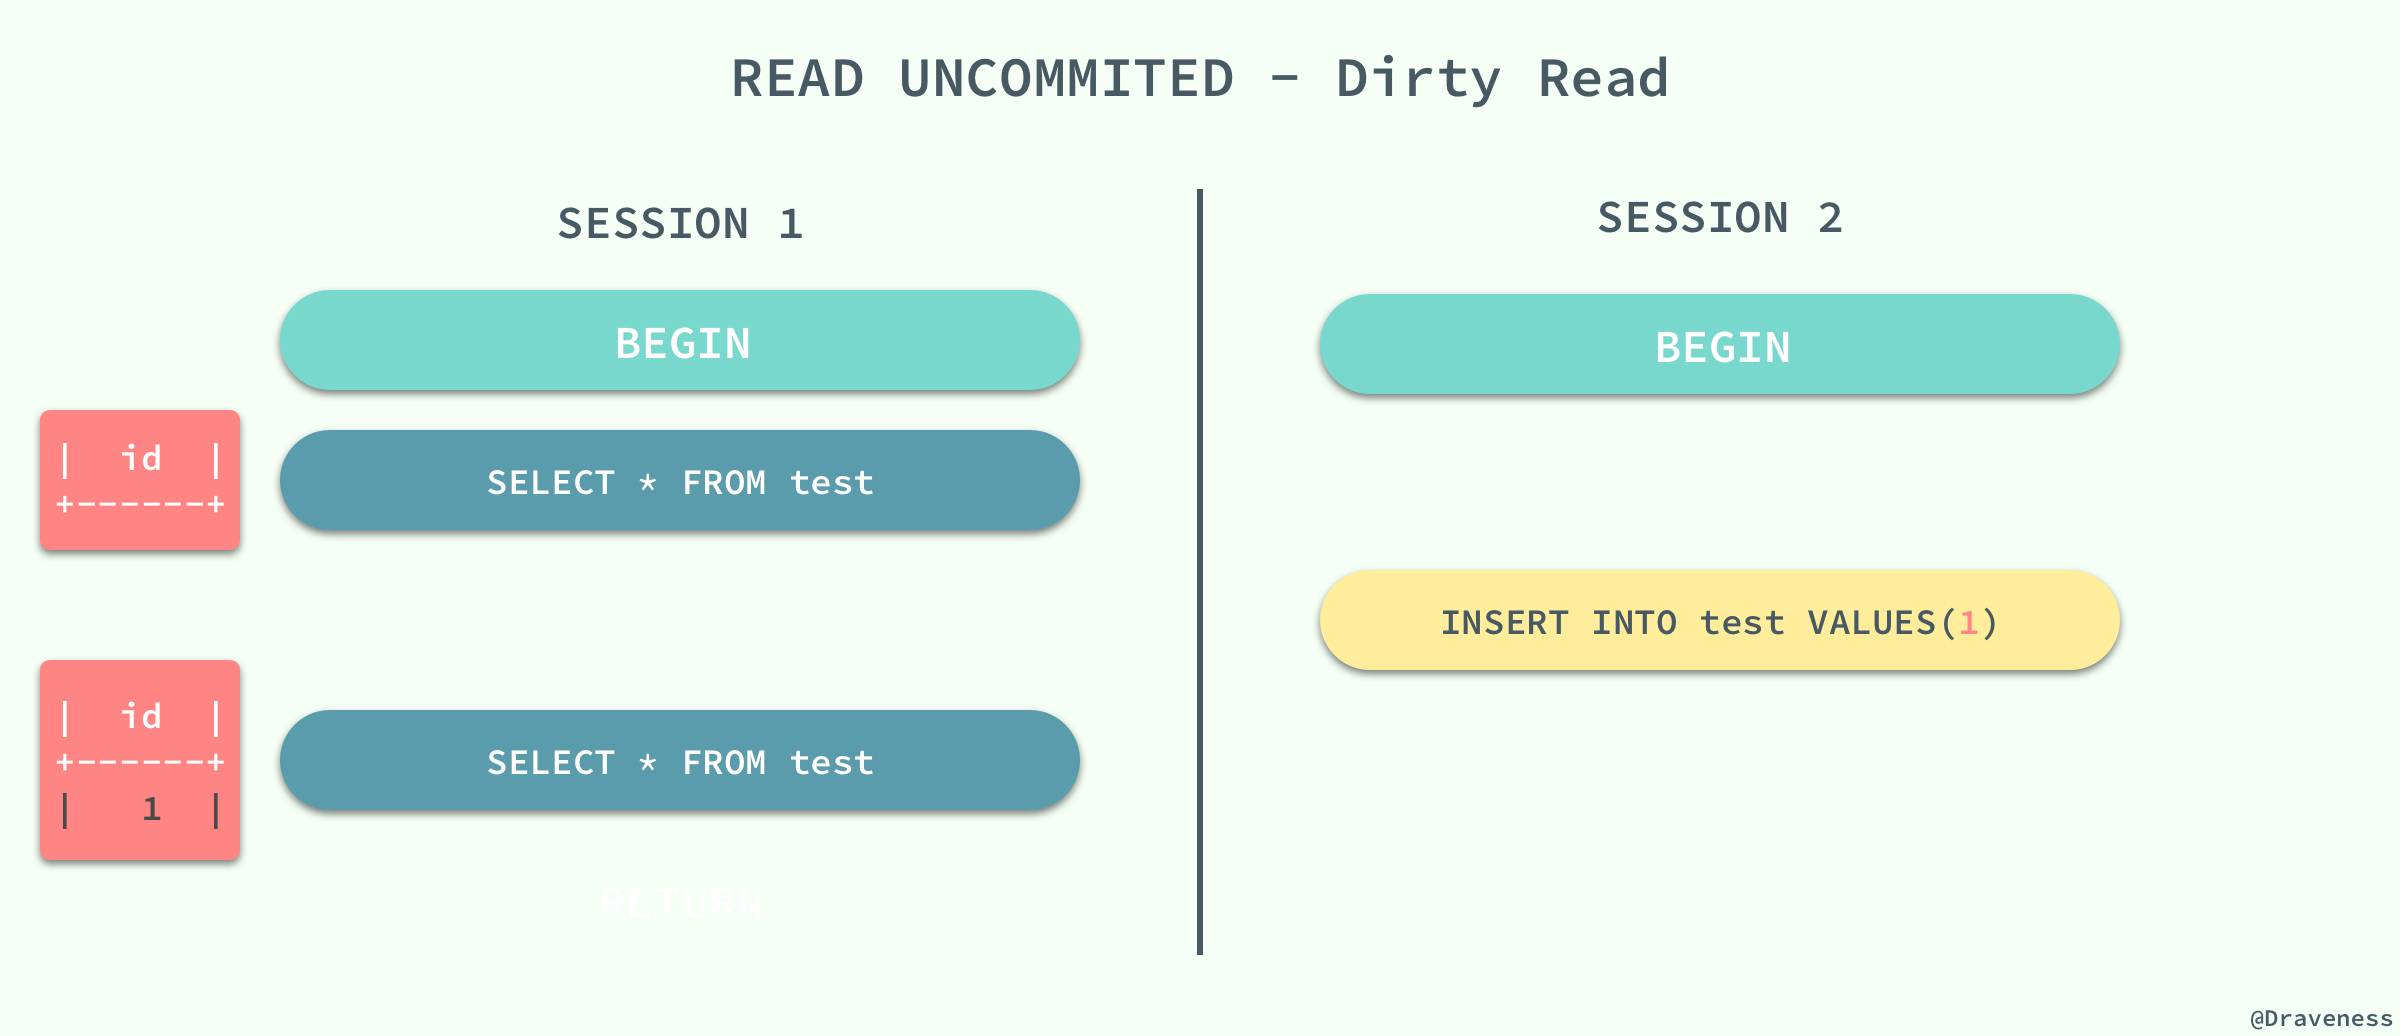 READ UNCOMMITED - Dirty Read
SESSION 1
BEGIN
| id |
+------+
SELECT * FROM test
| id |
+------+
| 1 |
SELECT * FROM test
RETURN
SESSION 2
BEGIN
INSERT INTO test VALUES(1)
@Draveness